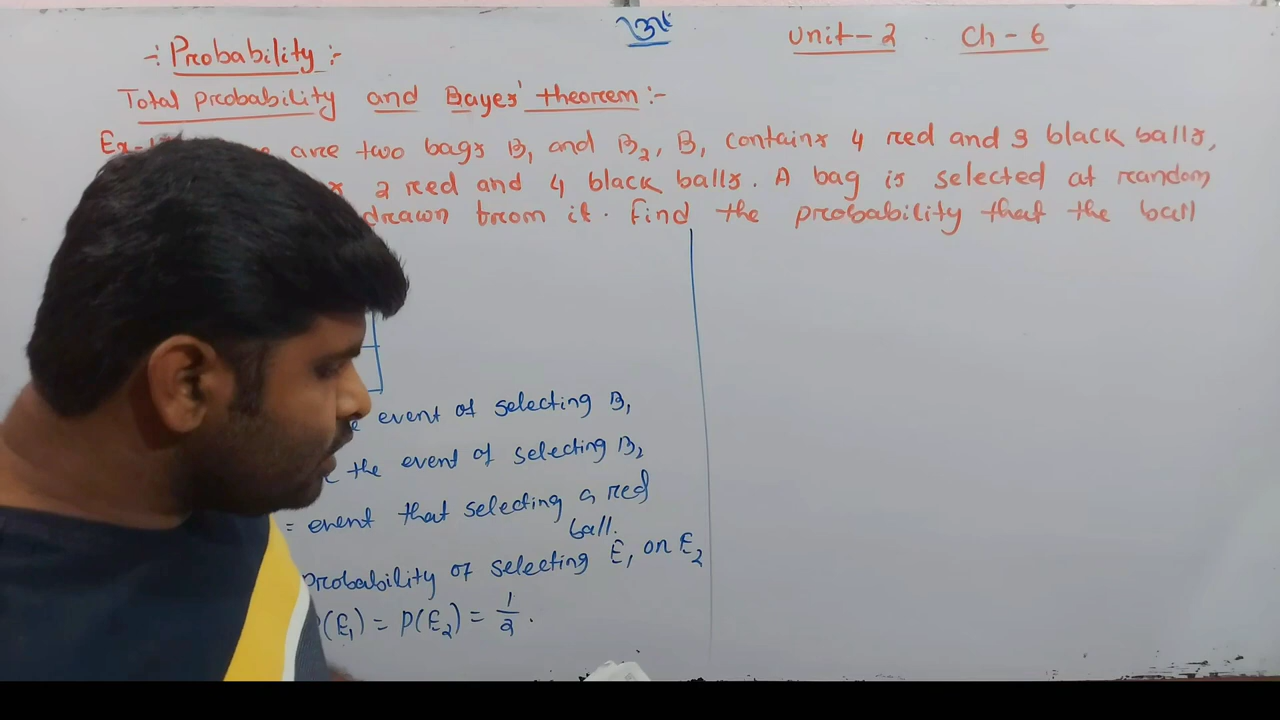 ॐ
Unit-2 Ch-6
-: Probability :-
Total probability and Bayes' theorem :-
Ex-1 are two bags B₁ and B₂, B₁ contains 4 red and 3 black balls,
2 red and 4 black balls. A bag is selected at random
drawn from it. Find the probability that the ball
event of selecting B₁
the event of selecting B₂
= event that selecting a red
ball.
probability of selecting E₁ or E₂
P(E₁) = P(E₂) = 1/2.